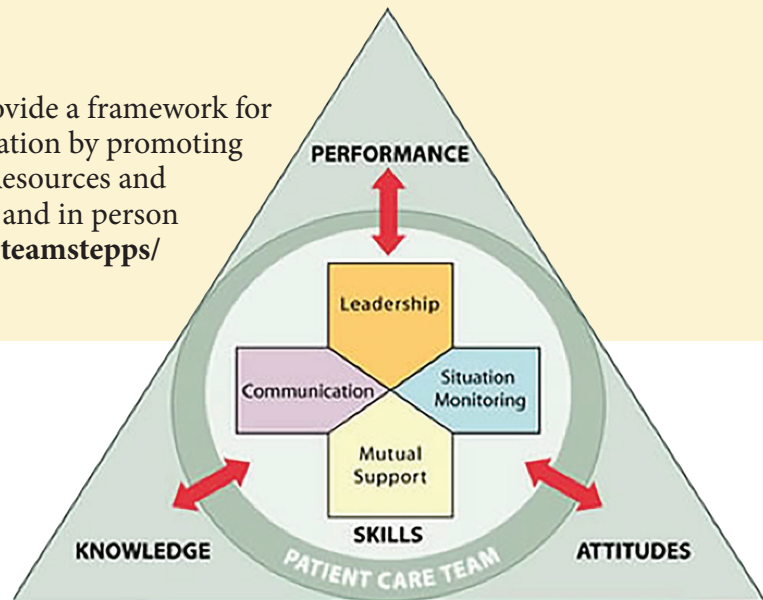 ovide a framework for
ation by promoting
esources and
and in person
teamstepps/
PERFORMANCE
Leadership
Communication
Situation
Monitoring
Mutual
Support
SKILLS
KNOWLEDGE
ATTITUDES
PATIENT CARE TEAM